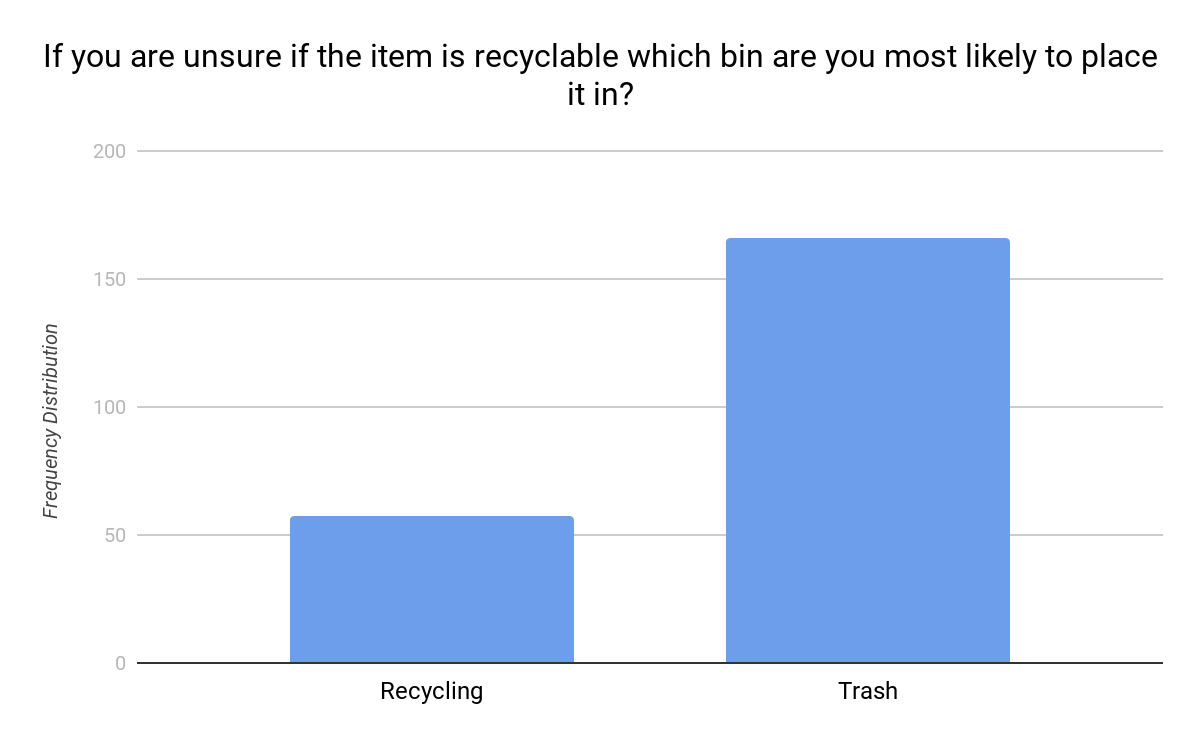 If you are unsure if the item is recyclable which bin are you most likely to place
it in?
200
150
100
50
0
Frequency Distribution
Recycling
Trash